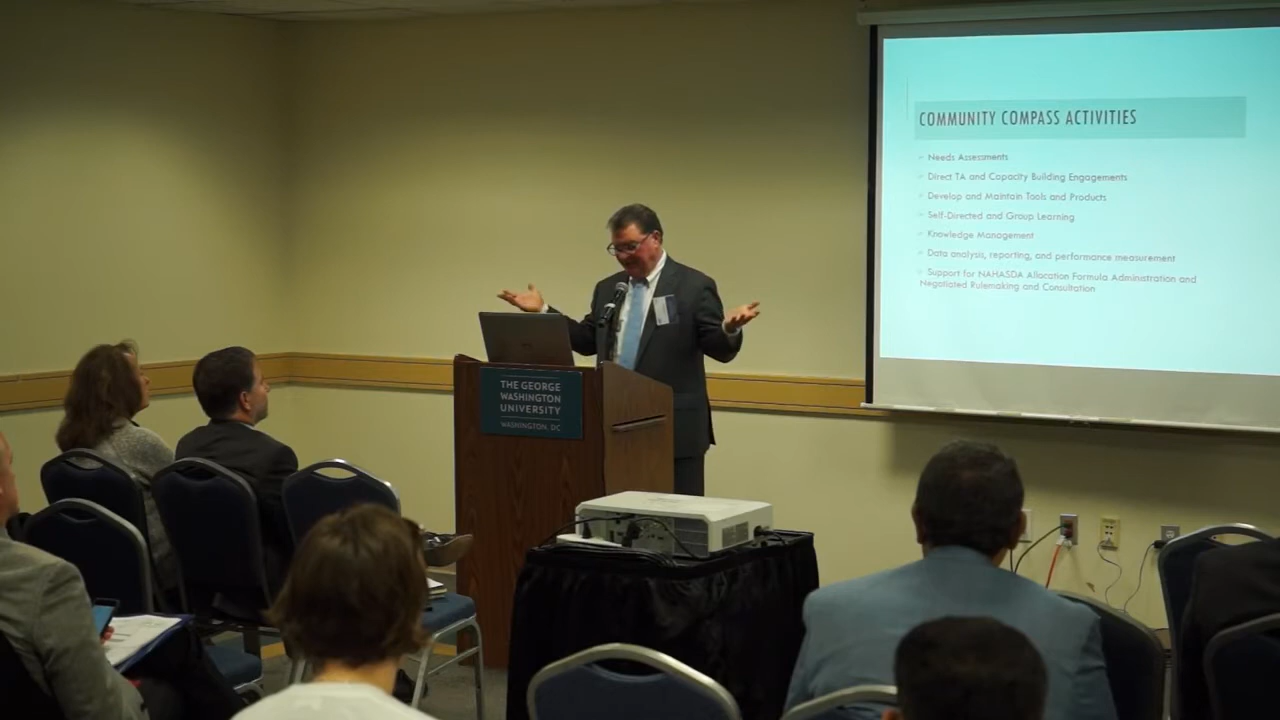 COMMUNITY COMPASS ACTIVITIES
Needs Assessments
Direct TA and Capacity Building Engagements
Develop and Maintain Tools and Products
Self-Directed and Group Learning
Knowledge Management
Data analysis, reporting, and performance measurement
Support for NAHASDA Allocation Formula Administration and
Negotiated Rulemaking and Consultation
THE GEORGE
WASHINGTON
UNIVERSITY
WASHINGTON, DC